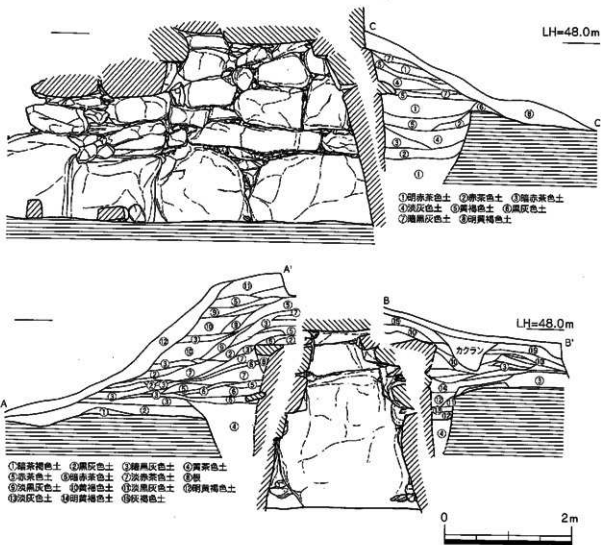 C
LH=48.0m
C'
①明赤茶色土 ②赤茶色土 ③暗赤茶色土
④淡灰色土 ⑤黄褐色土 ⑥黒灰色土
⑦暗黒灰色土 ⑧明黄褐色土
A'
B
LH=48.0m
カクラン
B'
A
①暗茶褐色土 ②黒灰色土 ③暗黒灰色土 ④黄茶色土
⑤赤茶色土 ⑥暗赤茶色土 ⑦淡赤茶色土 ⑧根
⑨淡黒灰色土 ⑩黄褐色土 ⑪淡黒灰色土 ⑫明黄褐色土
⑬淡灰色土 ⑭明黄褐色土 ⑮灰褐色土
0 2m